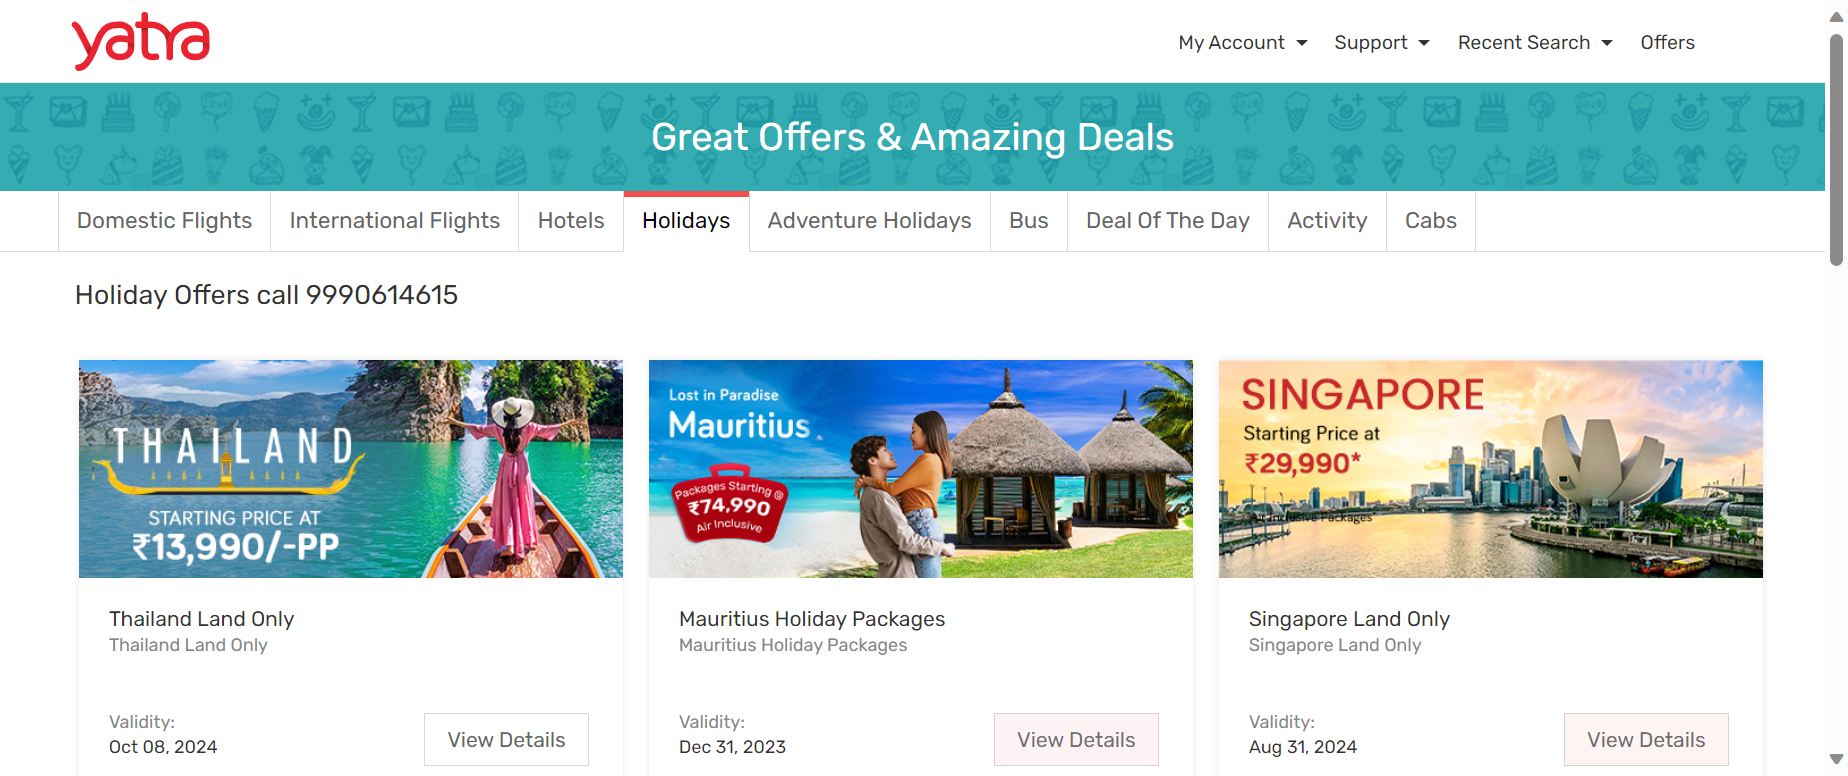 yatra
My Account
Support
Recent Search
Offers
Great Offers & Amazing Deals
Domestic Flights
International Flights
Hotels
Holidays
Adventure Holidays
Bus
Deal Of The Day
Activity
Cabs
Holiday Offers call 9990614615
THAILAND
STARTING PRICE AT
₹13,990/-PP
Thailand Land Only
Thailand Land Only
Validity:
Oct 08, 2024
View Details
Lost in Paradise
Mauritius
Packages Starting @
₹74,990
Air Inclusive
Mauritius Holiday Packages
Mauritius Holiday Packages
Validity:
Dec 31, 2023
View Details
SINGAPORE
Starting Price at
₹29,990*
Air Inclusive Packages
Singapore Land Only
Singapore Land Only
Validity:
Aug 31, 2024
View Details